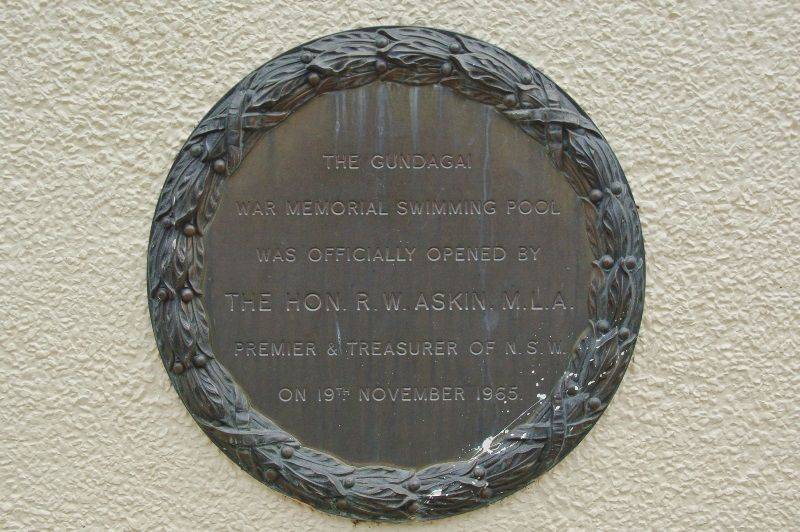 THE GUNDAGAI
WAR MEMORIAL SWIMMING POOL
WAS OFFICIALLY OPENED BY
THE HON. R. W. ASKIN. M.L.A.
PREMIER & TREASURER OF N.S.W.
ON 19TH NOVEMBER 1965.